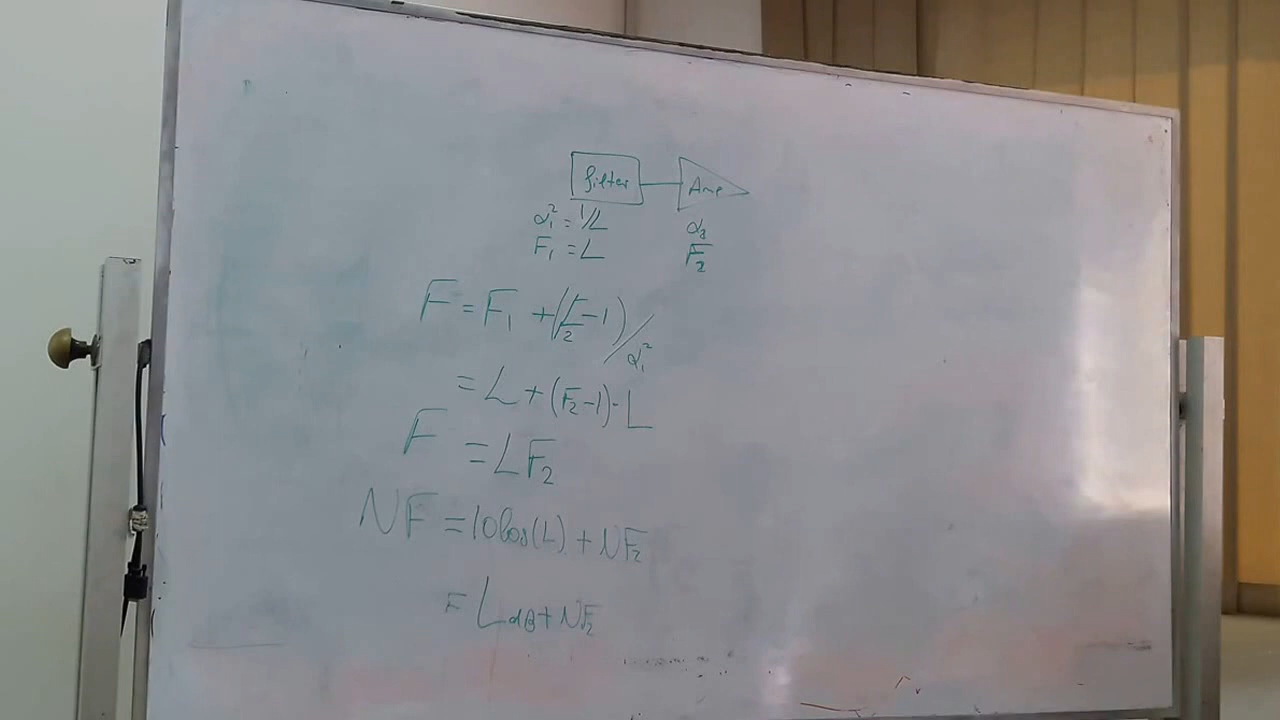 filter Amp
α₁² = 1/L α₂
F₁ = L F₂
F = F₁ + (F₂ - 1) / α₁²
= L + (F₂ - 1) · L
F = L F₂
NF = 10 log(L) + NF₂
= L dB + NF₂